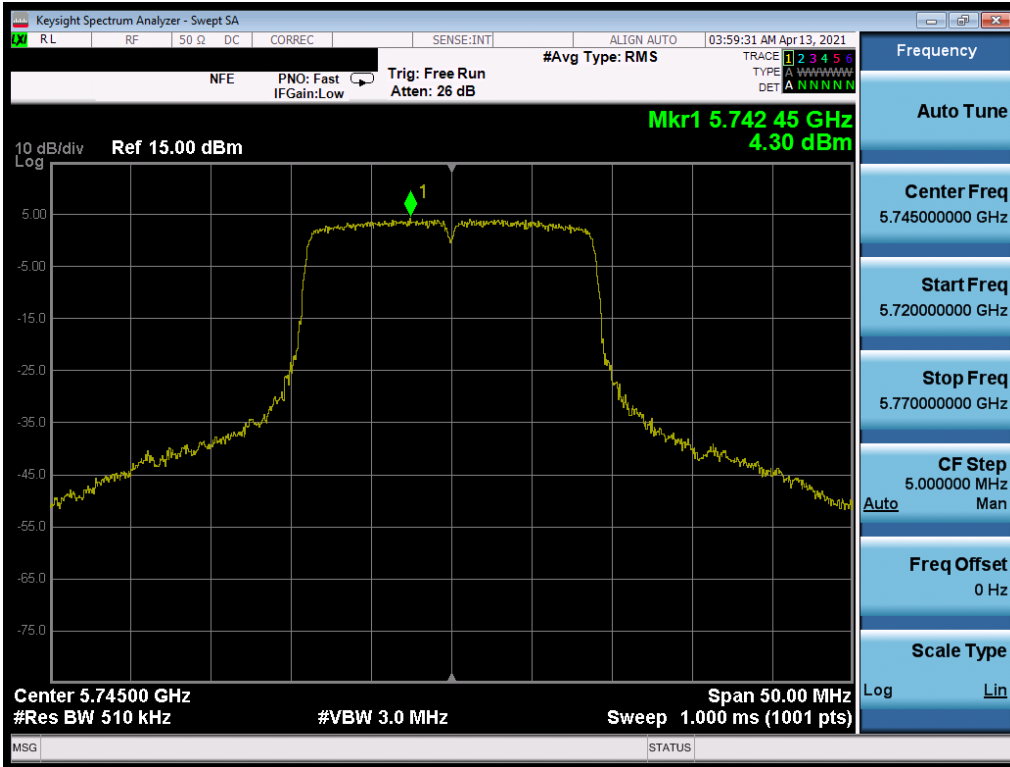 Keysight Spectrum Analyzer - Swept SA
LXI RL RF 50 Ω DC CORREC SENSE:INT ALIGN AUTO 03:59:31 AM Apr 13, 2021
#Avg Type: RMS
TRACE 1 2 3 4 5 6
TYPE A WWWWW
DET A N N N N N
NFE
PNO: Fast
IFGain:Low
Trig: Free Run
Atten: 26 dB
Mkr1 5.742 45 GHz
4.30 dBm
10 dB/div Ref 15.00 dBm
Log
1
5.00
-5.00
-15.0
-25.0
-35.0
-45.0
-55.0
-65.0
-75.0
Center 5.74500 GHz Span 50.00 MHz
#Res BW 510 kHz #VBW 3.0 MHz Sweep 1.000 ms (1001 pts)
MSG STATUS
Frequency
Auto Tune
Center Freq
5.745000000 GHz
Start Freq
5.720000000 GHz
Stop Freq
5.770000000 GHz
CF Step
5.000000 MHz
Auto Man
Freq Offset
0 Hz
Scale Type
Log Lin